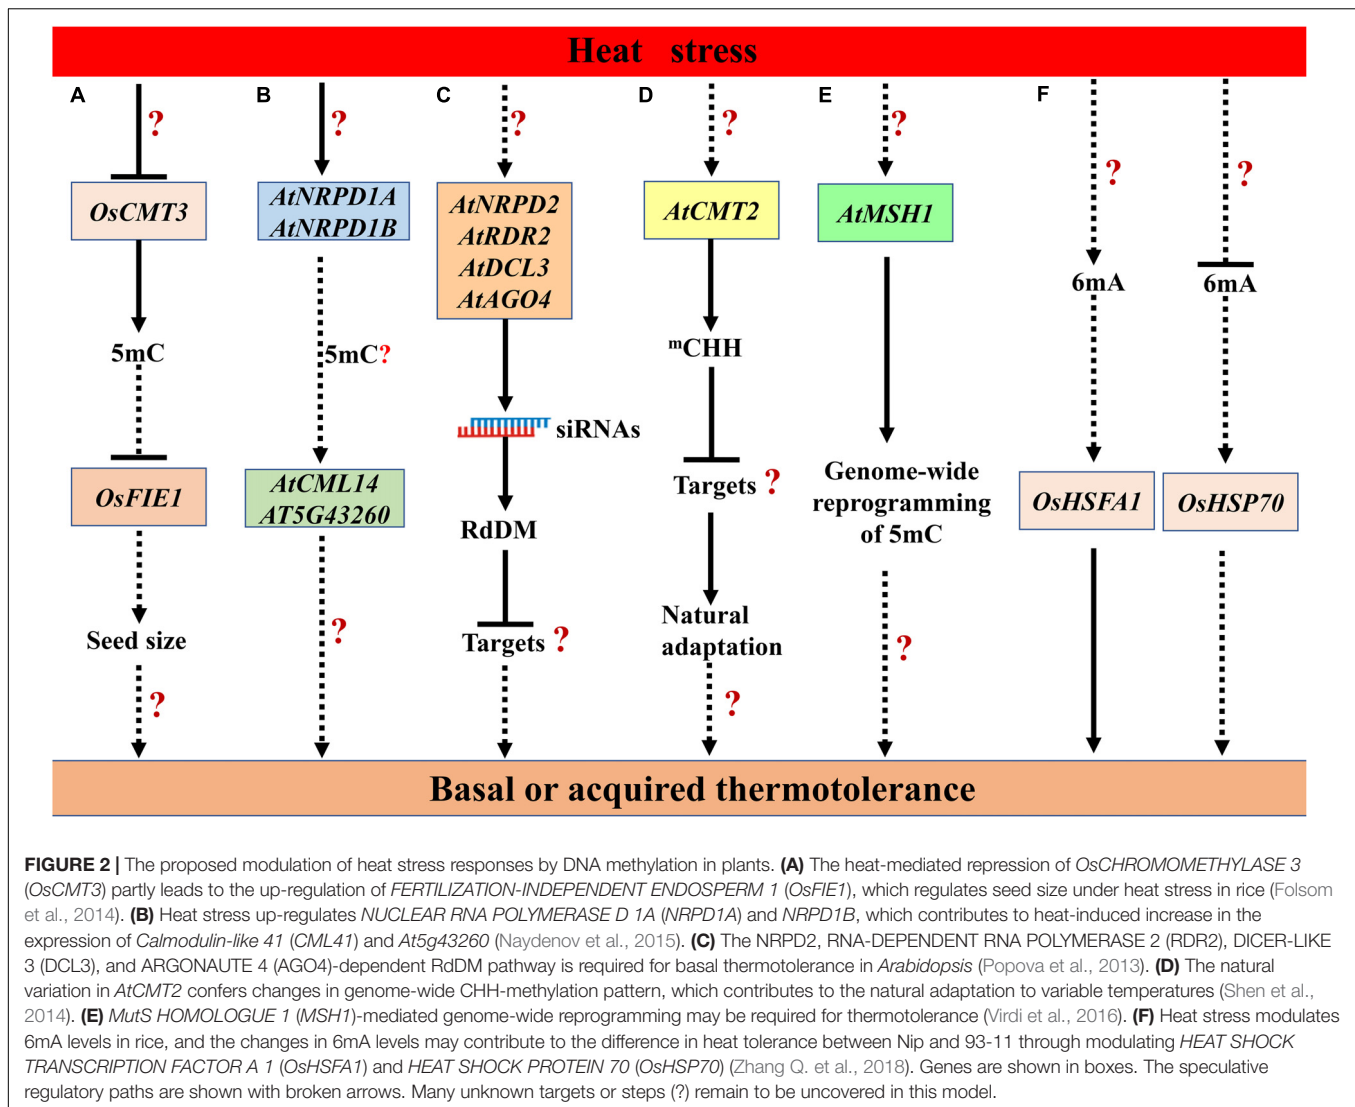 Heat stress
A
B
C
D
E
F
?
?
?
?
?
?
?
OsCMT3
AtNRPD1A
AtNRPD1B
AtNRPD2
AtRDR2
AtDCL3
AtAGO4
AtCMT2
AtMSH1
6mA
6mA
5mC
5mC?
mCHH
siRNAs
OsFIE1
AtCML14
AT5G43260
RdDM
Targets ?
Genome-wide
reprogramming
of 5mC
OsHSFA1
OsHSP70
Seed size
?
Targets ?
Natural
adaptation
?
?
?
Basal or acquired thermotolerance
FIGURE 2 | The proposed modulation of heat stress responses by DNA methylation in plants. (A) The heat-mediated repression of OsCHROMOMETHYLASE 3
(OsCMT3) partly leads to the up-regulation of FERTILIZATION-INDEPENDENT ENDOSPERM 1 (OsFIE1), which regulates seed size under heat stress in rice (Folsom
et al., 2014). (B) Heat stress up-regulates NUCLEAR RNA POLYMERASE D 1A (NRPD1A) and NRPD1B, which contributes to heat-induced increase in the
expression of Calmodulin-like 41 (CML41) and At5g43260 (Naydenov et al., 2015). (C) The NRPD2, RNA-DEPENDENT RNA POLYMERASE 2 (RDR2), DICER-LIKE
3 (DCL3), and ARGONAUTE 4 (AGO4)-dependent RdDM pathway is required for basal thermotolerance in Arabidopsis (Popova et al., 2013). (D) The natural
variation in AtCMT2 confers changes in genome-wide CHH-methylation pattern, which contributes to the natural adaptation to variable temperatures (Shen et al.,
2014). (E) MutS HOMOLOGUE 1 (MSH1)-mediated genome-wide reprogramming may be required for thermotolerance (Virdi et al., 2016). (F) Heat stress modulates
6mA levels in rice, and the changes in 6mA levels may contribute to the difference in heat tolerance between Nip and 93-11 through modulating HEAT SHOCK
TRANSCRIPTION FACTOR A 1 (OsHSFA1) and HEAT SHOCK PROTEIN 70 (OsHSP70) (Zhang Q. et al., 2018). Genes are shown in boxes. The speculative
regulatory paths are shown with broken arrows. Many unknown targets or steps (?) remain to be uncovered in this model.